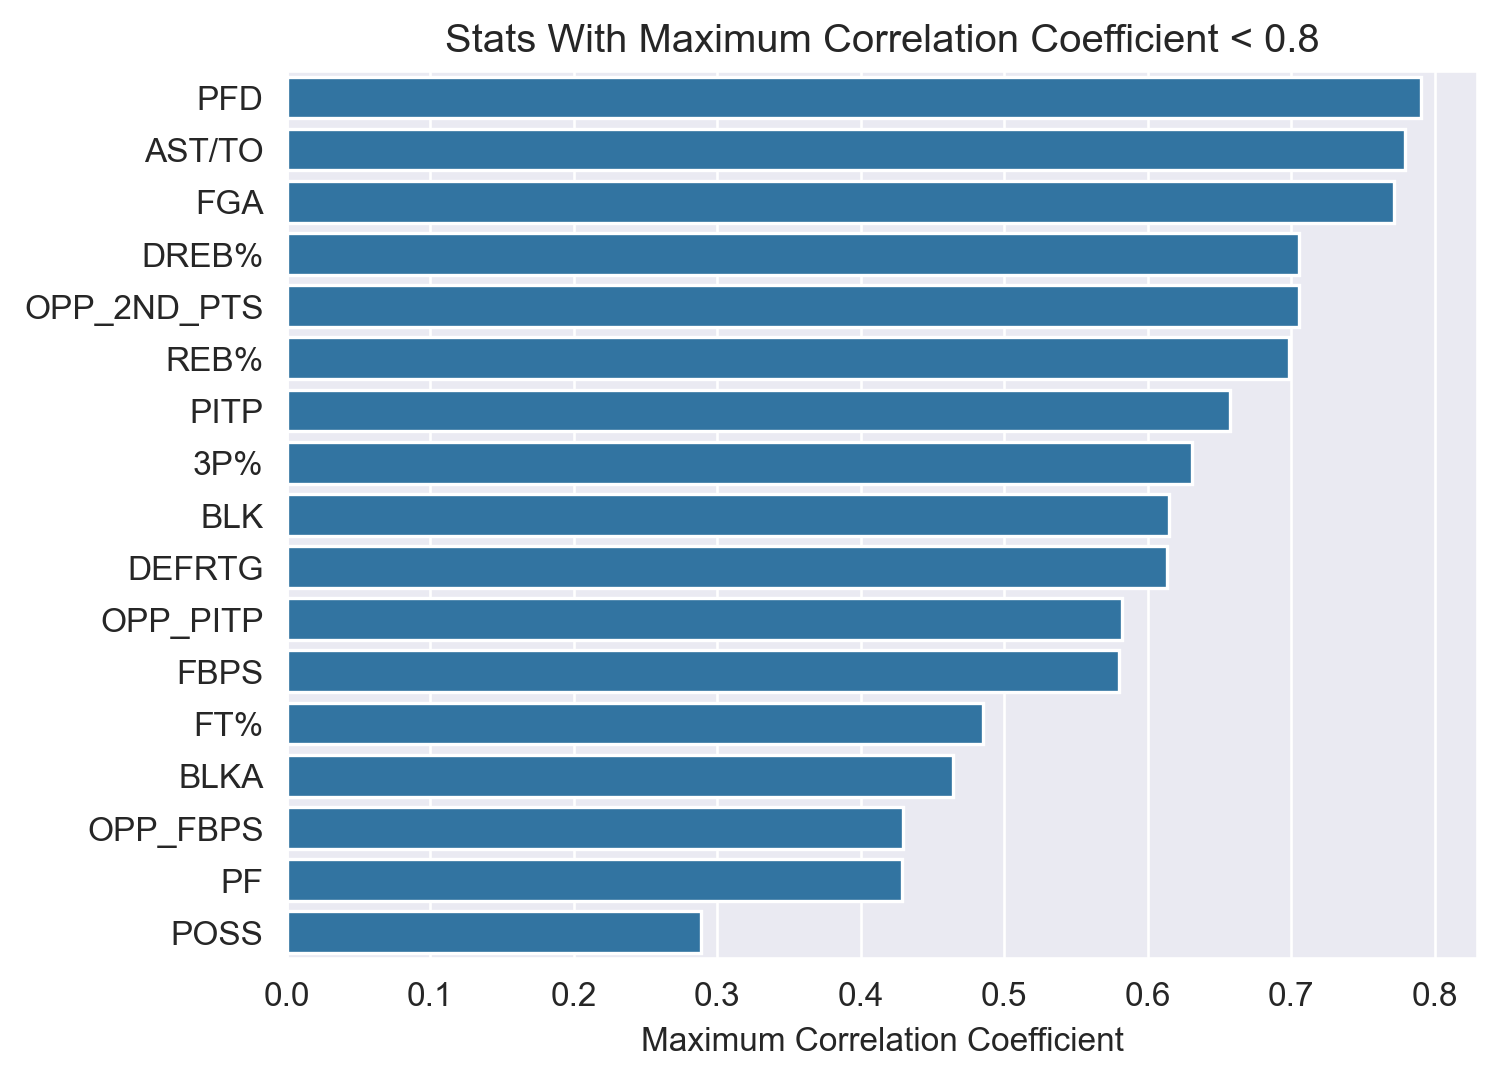 Stats With Maximum Correlation Coefficient < 0.8
PFD
AST/TO
FGA
DREB%
OPP_2ND_PTS
REB%
PITP
3P%
BLK
DEFRTG
OPP_PITP
FBPS
FT%
BLKA
OPP_FBPS
PF
POSS
0.0 0.1 0.2 0.3 0.4 0.5 0.6 0.7 0.8
Maximum Correlation Coefficient